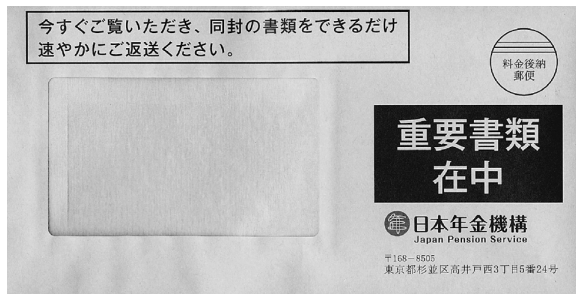 今すぐご覧いただき、同封の書類をできるだけ
速やかにご返送ください。
料金後納
郵便
重要書類
在中
年
日本年金機構
Japan Pension Service
〒168-8505
東京都杉並区高井戸西3丁目5番24号